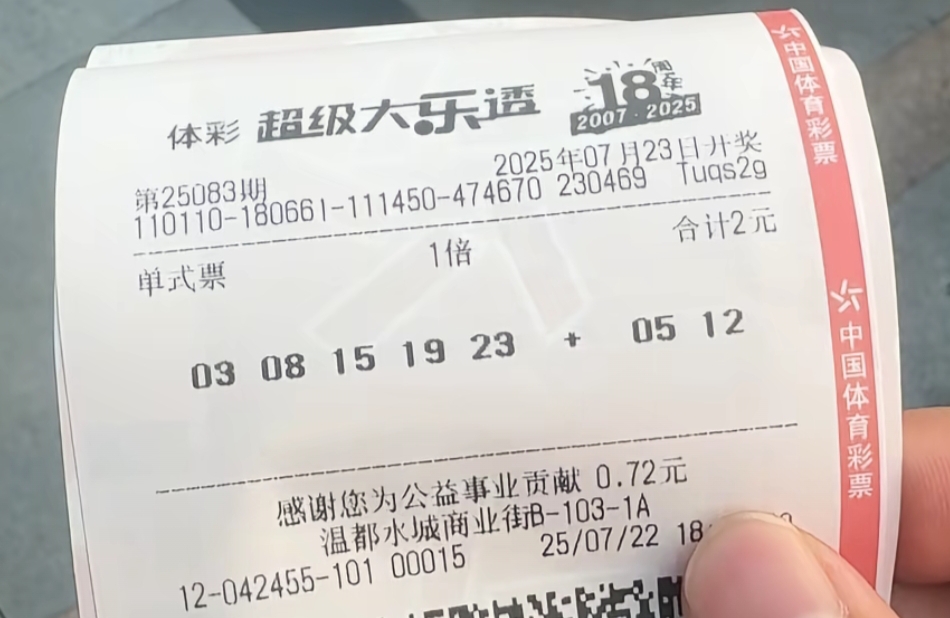 体彩 超级大乐透 18周年 2007·2025
第25083期 2025年07月23日开奖
110110-180661-111450-474670 230469 Tuqs2g
单式票 1倍 合计2元
03 08 15 19 23 + 05 12
感谢您为公益事业贡献 0.72元
温都水城商业街B-103-1A
12-042455-101 00015 25/07/22 18
中国体育彩票
中国体育彩票